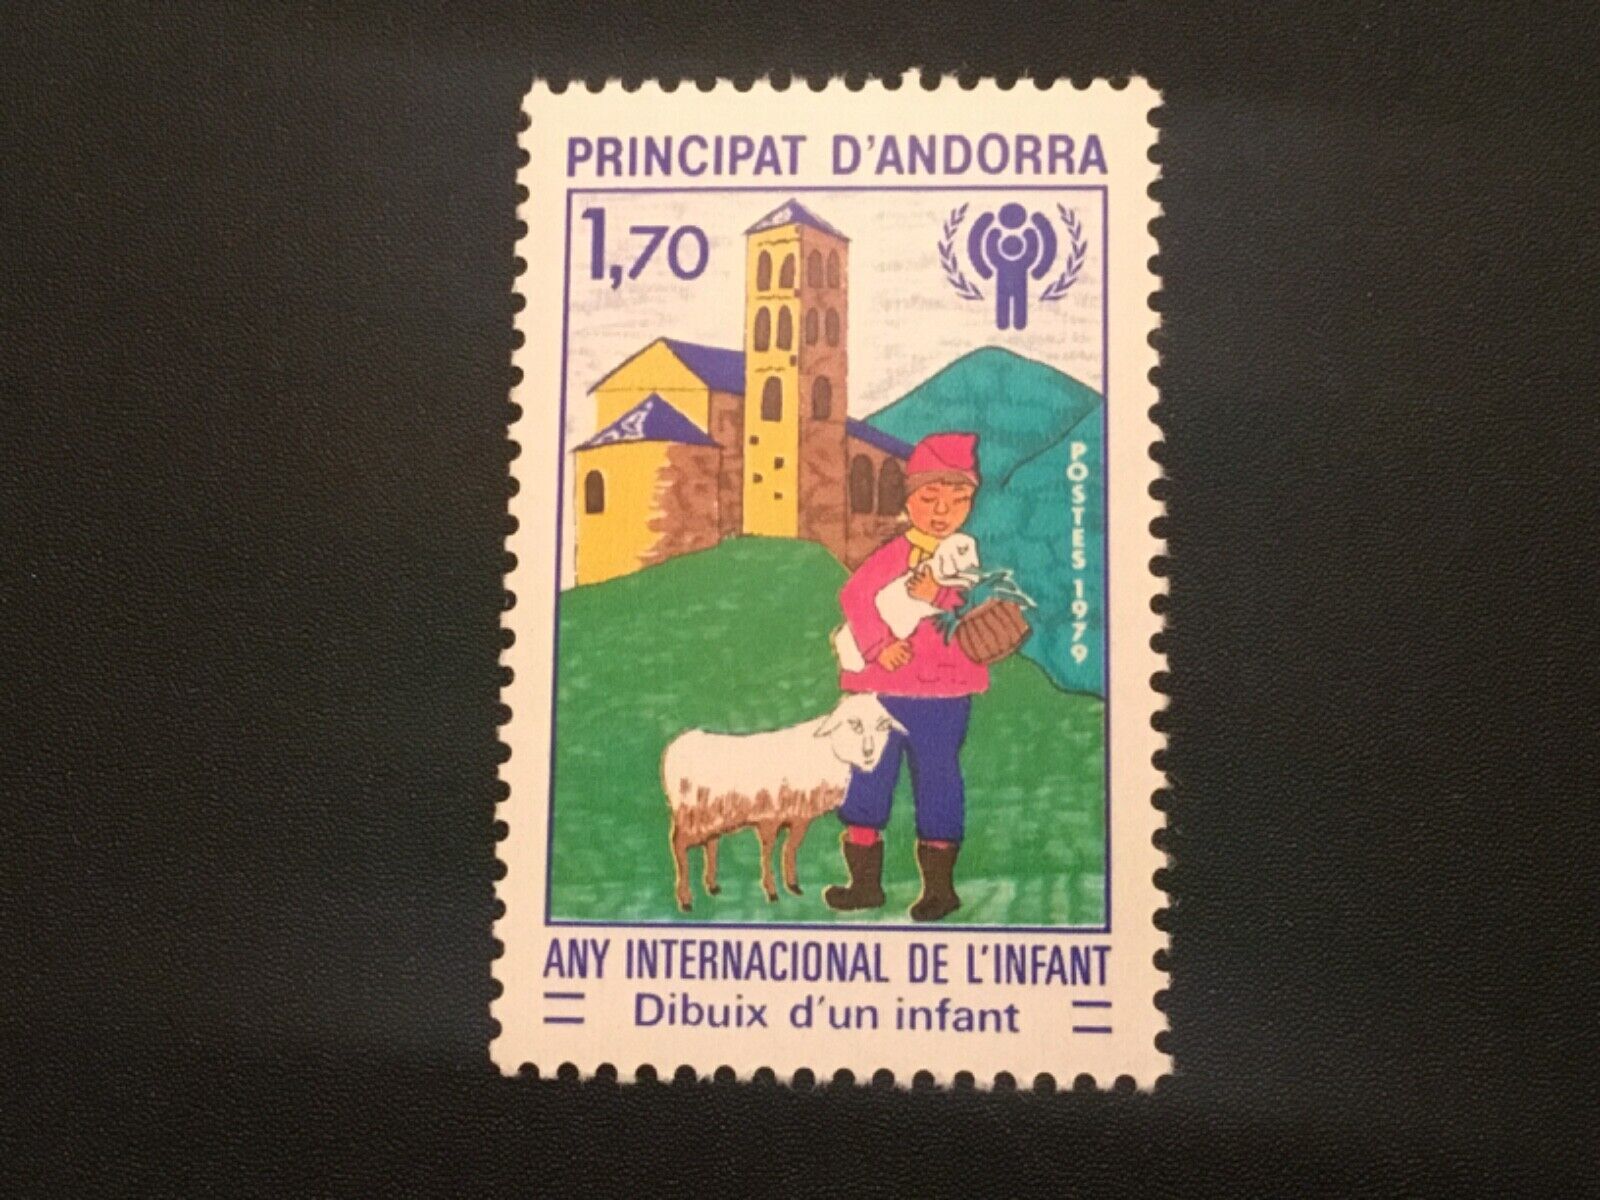 PRINCIPAT D'ANDORRA
1,70
POSTES 1979
ANY INTERNACIONAL DE L'INFANT
Dibuix d'un infant